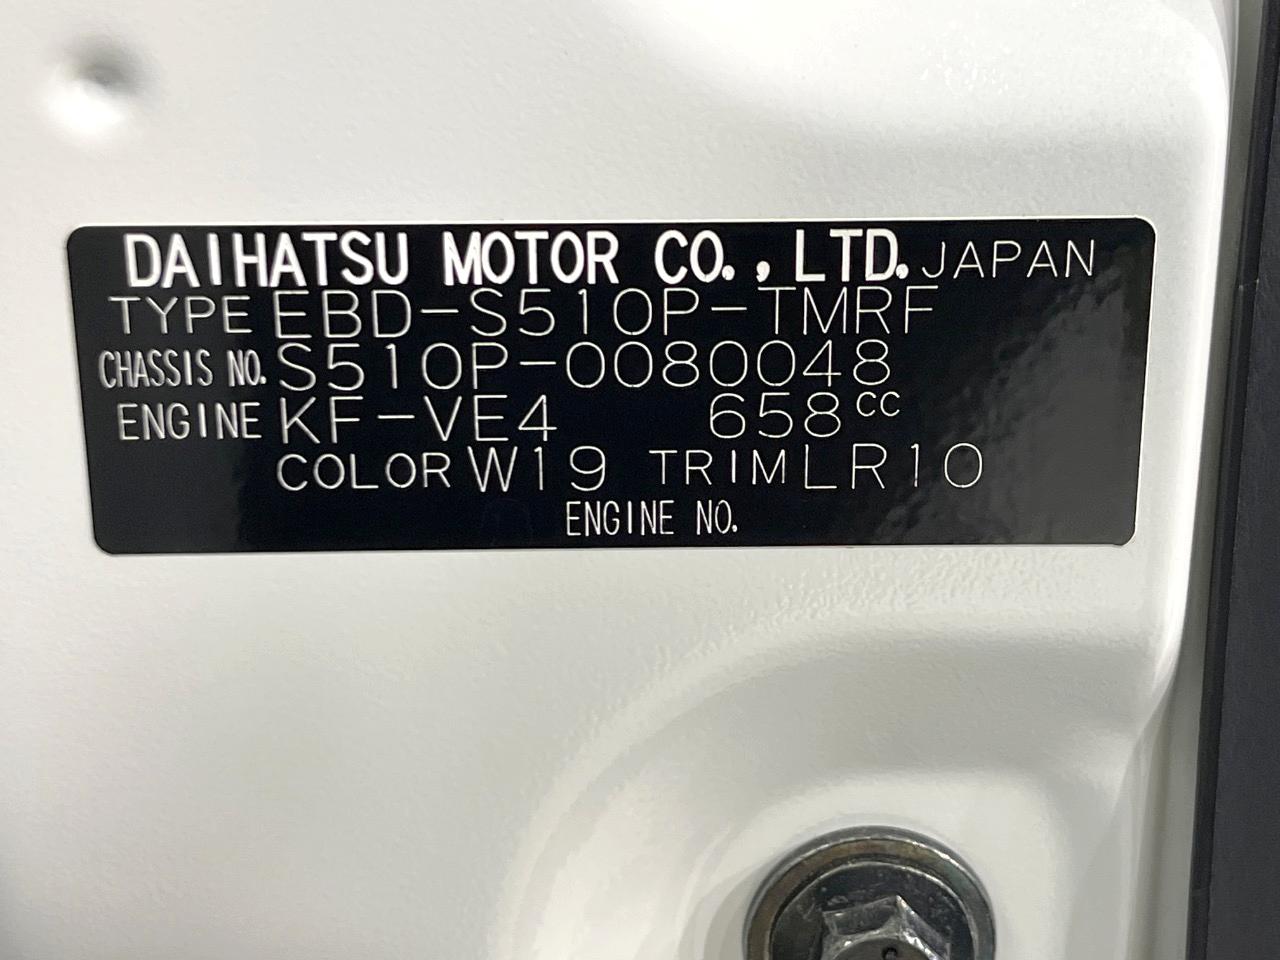 DAIHATSU MOTOR CO., LTD. JAPAN
TYPE EBD-S510P-TMRF
CHASSIS NO. S510P-0080048
ENGINE KF-VE4 658cc
COLOR W19 TRIM LR10
ENGINE NO.